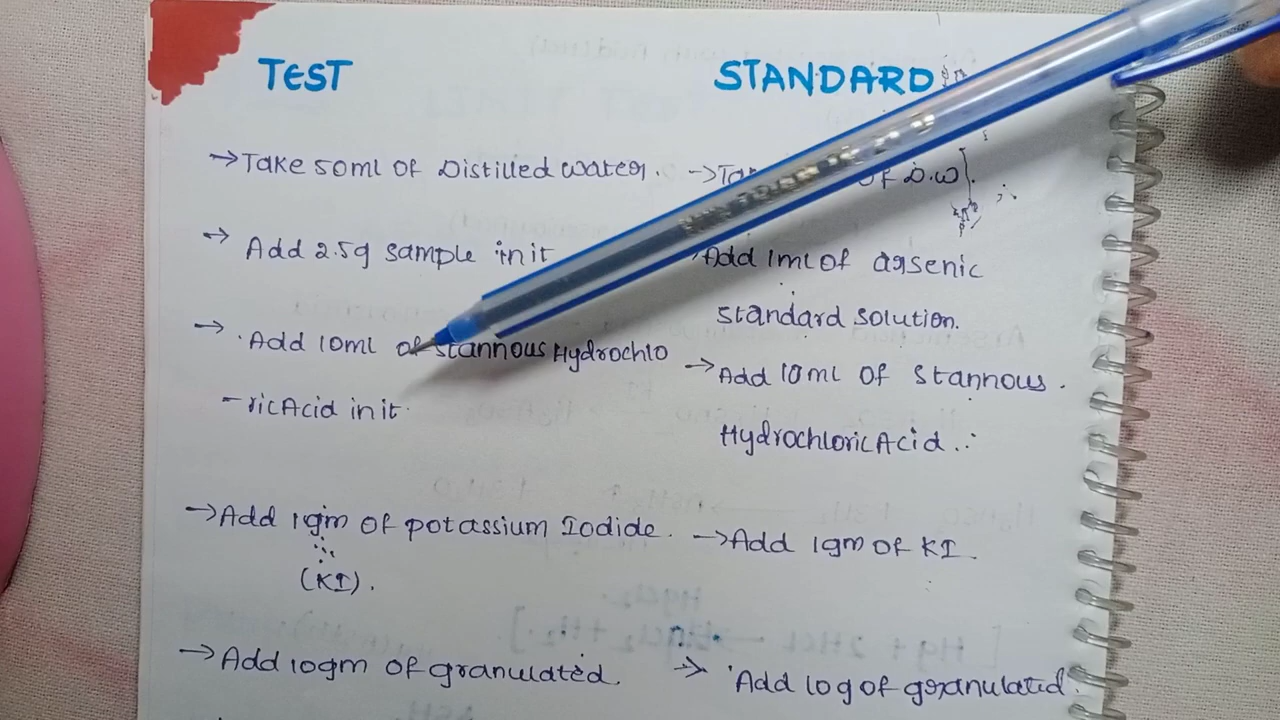 TEST
STANDARD
→Take 50ml of Distilled water.
→ of D.W
→ Add 2.5g sample in it
Add 1ml of arsenic
standard solution.
→ Add 10ml of stannous Hydrochlo
-ric Acid in it.
→Add 10ml of Stannous.
Hydrochloric Acid.
→Add 1gm of potassium Iodide.
(KI).
→Add 1gm of KI.
→Add 10gm of granulated.
→ Add 10g of granulated.